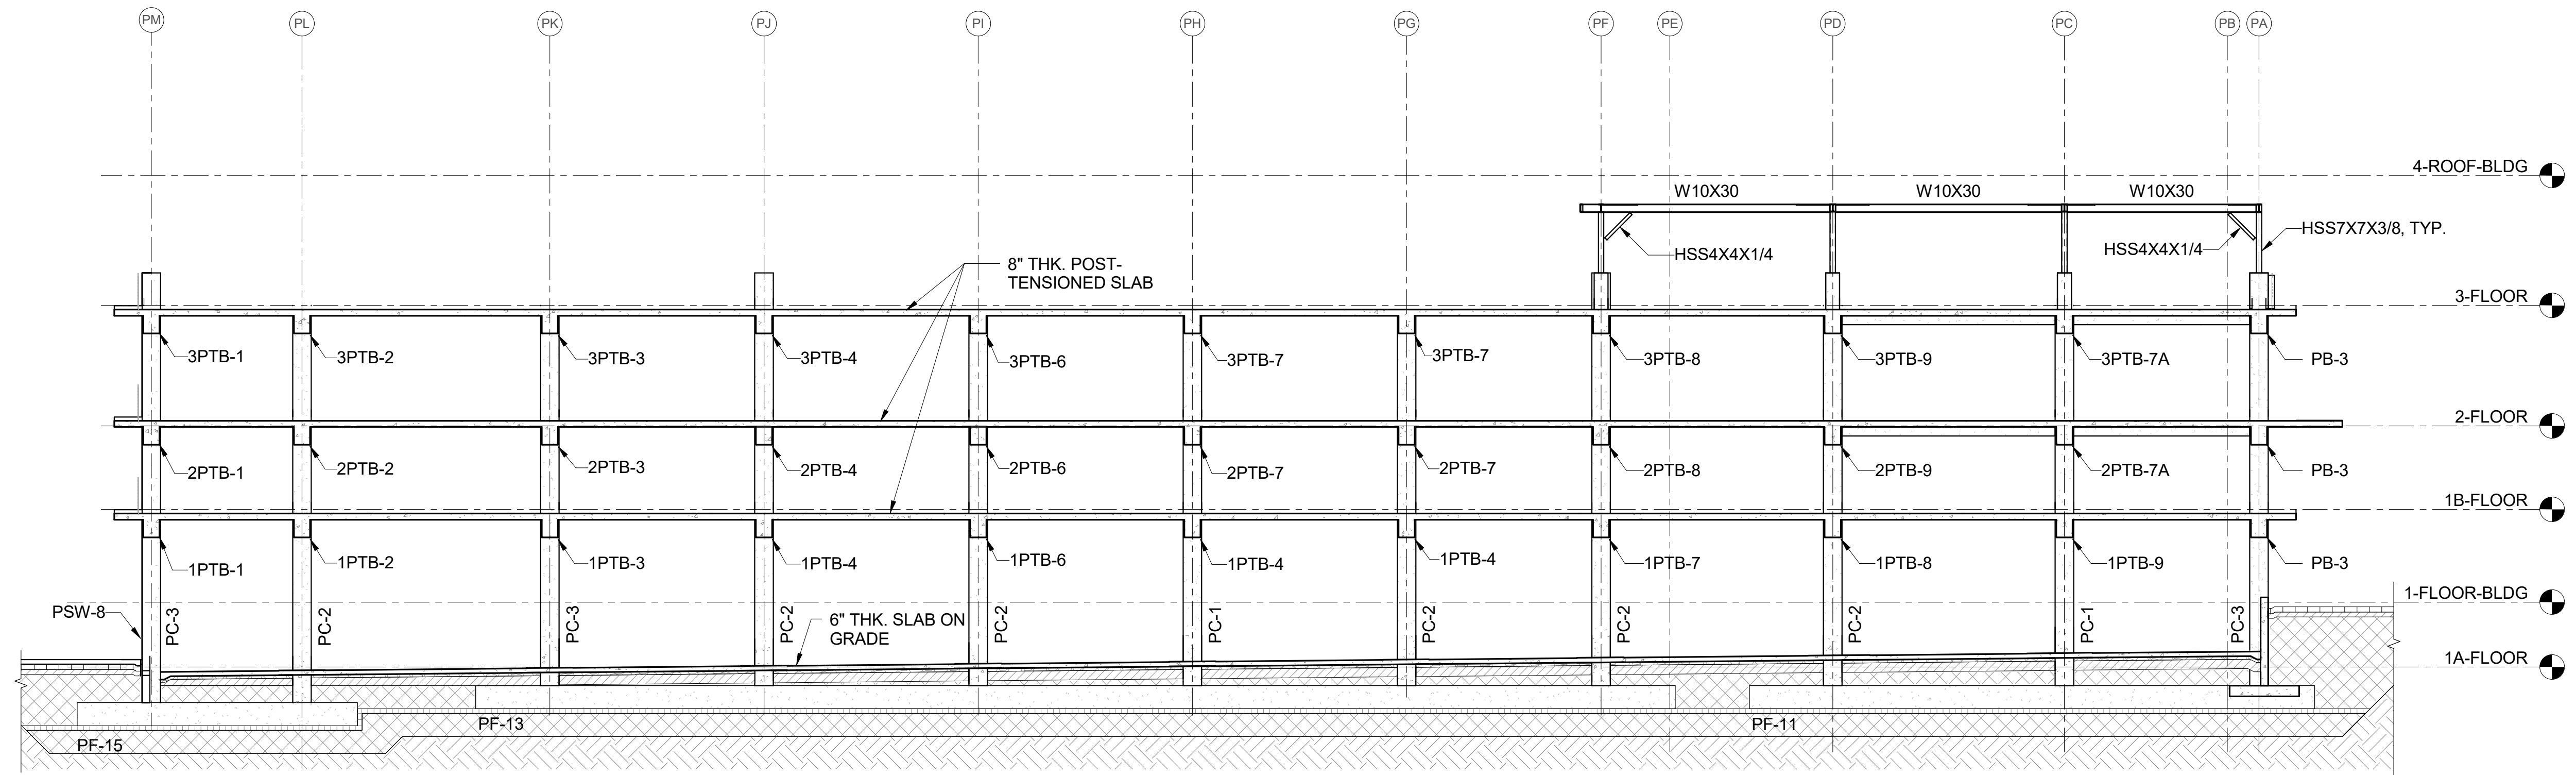 PM PL PK PJ PI PH PG PF PE PD PC PB PA
4-ROOF-BLDG
W10X30 W10X30 W10X30
HSS7X7X3/8, TYP.
HSS4X4X1/4 HSS4X4X1/4
8" THK. POST-
TENSIONED SLAB
3-FLOOR
3PTB-1 3PTB-2 3PTB-3 3PTB-4 3PTB-6 3PTB-7 3PTB-7 3PTB-8 3PTB-9 3PTB-7A PB-3
2-FLOOR
2PTB-1 2PTB-2 2PTB-3 2PTB-4 2PTB-6 2PTB-7 2PTB-7 2PTB-8 2PTB-9 2PTB-7A PB-3
1B-FLOOR
1PTB-1 1PTB-2 1PTB-3 1PTB-4 1PTB-6 1PTB-4 1PTB-4 1PTB-7 1PTB-8 1PTB-9 PB-3
1-FLOOR-BLDG
PSW-8
PC-3 PC-2 PC-3 PC-2 PC-2 PC-1 PC-2 PC-2 PC-2 PC-1 PC-3
6" THK. SLAB ON
GRADE
1A-FLOOR
PF-13 PF-11
PF-15